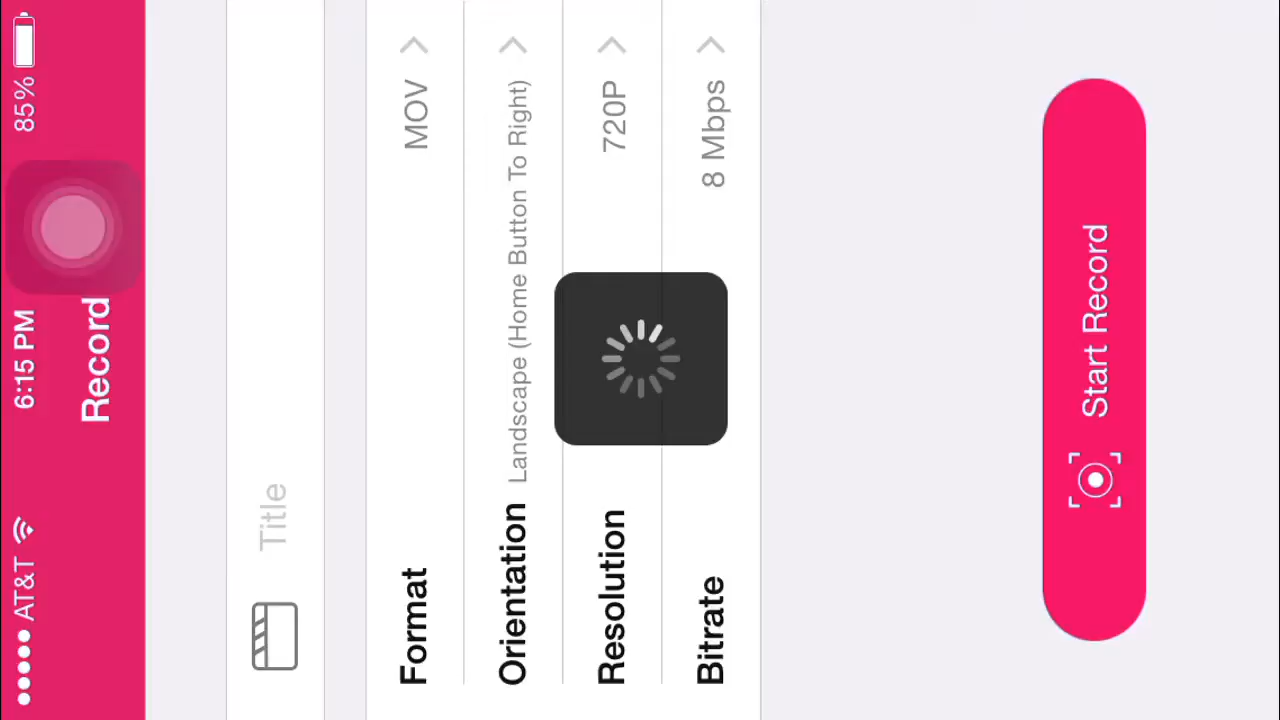 AT&T 6:15 PM 85%
Record
Title
Format MOV
Orientation Landscape (Home Button To Right)
Resolution 720P
Bitrate 8 Mbps
Start Record